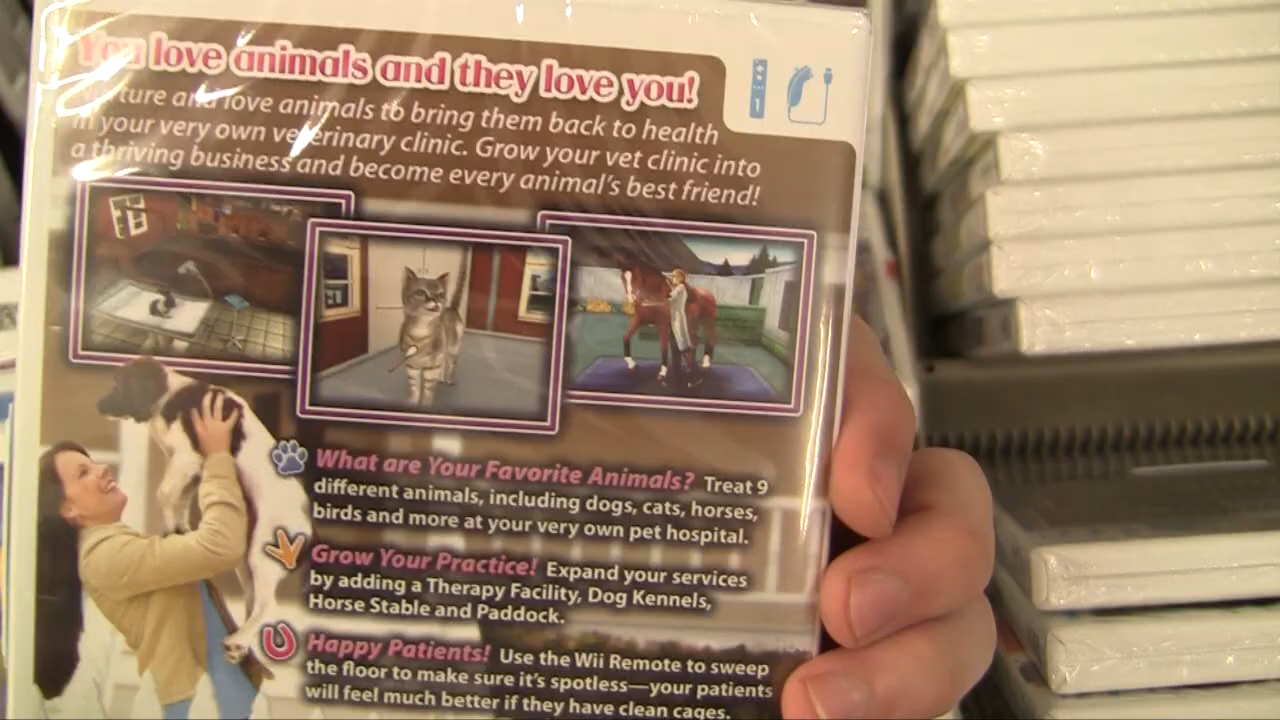 You love animals and they love you!
Nurture and love animals to bring them back to health
in your very own veterinary clinic. Grow your vet clinic into
a thriving business and become every animal's best friend!
1
What are Your Favorite Animals? Treat 9
different animals, including dogs, cats, horses,
birds and more at your very own pet hospital.
Grow Your Practice! Expand your services
by adding a Therapy Facility, Dog Kennels,
Horse Stable and Paddock.
Happy Patients! Use the Wii Remote to sweep
the floor to make sure it's spotless—your patients
will feel much better if they have clean cages.